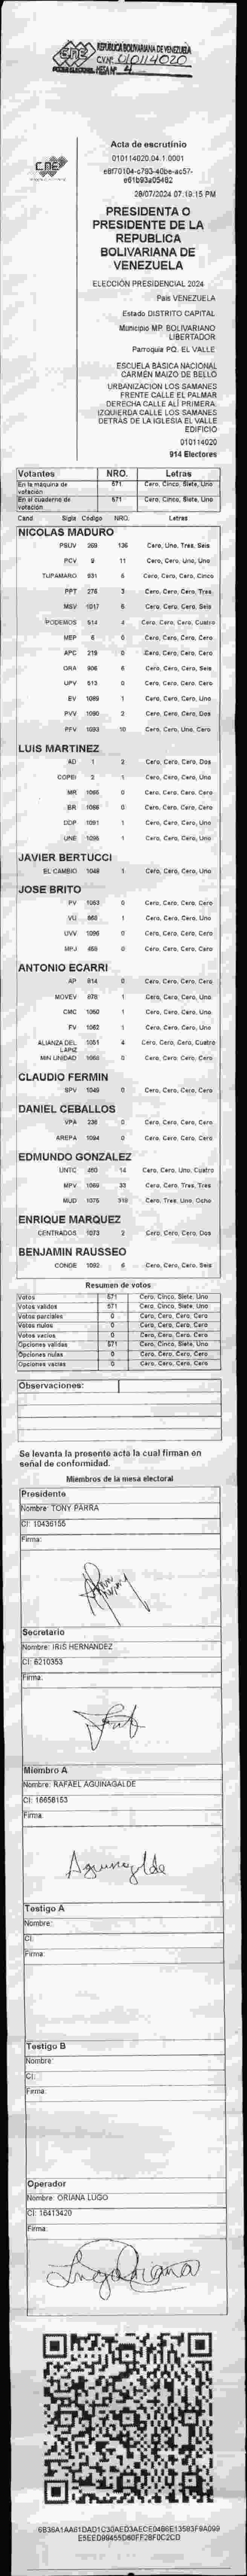 CNE
REPUBLICA BOLIVARIANA DE VENEZUELA
PODER ELECTORAL
C.V.Nº 010114020
MESA Nº 4
CNE
Acta de escrutinio
010114020.04.1.0001
28/07/2024 07:19:15 PM
PRESIDENTA O
PRESIDENTE DE LA
REPUBLICA
BOLIVARIANA DE
VENEZUELA
ELECCIÓN PRESIDENCIAL 2024
País VENEZUELA
Estado DISTRITO CAPITAL
Municipio MP. BOLIVARIANO
LIBERTADOR
Parroquia PQ. EL VALLE
ESCUELA BÁSICA NACIONAL
CARMEN MAIZO DE BELLO
URBANIZACION LOS SAMANES
FRENTE CALLE EL PALMAR
DERECHA CALLE ALÍ PRIMERA.
IZQUIERDA CALLE LOS SAMANES
DETRÁS DE LA IGLESIA EL VALLE
EDIFICIO
010114020
914 Electores
Votantes NRO. Letras
En la máquina de votación 571 Cero, Cinco, Siete, Uno
En el cuaderno de votación 571 Cero, Cinco, Siete, Uno
Cand Sigla Código NRO. Letras
NICOLAS MADURO
PSUV 269 136 Cero, Uno, Tres, Seis
PCV 9 11 Cero, Cero, Uno, Uno
TUPAMARO 931 5 Cero, Cero, Cero, Cinco
PPT 275 3 Cero, Cero, Cero, Tres
MSV 1017 6 Cero, Cero, Cero, Seis
PODEMOS 514 4 Cero, Cero, Cero, Cuatro
MEP 6 0 Cero, Cero, Cero, Cero
APC 219 0 Cero, Cero, Cero, Cero
ORA 906 6 Cero, Cero, Cero, Seis
UPV 513 0 Cero, Cero, Cero, Cero
EV 1089 1 Cero, Cero, Cero, Uno
PVV 1090 2 Cero, Cero, Cero, Dos
PFV 1093 10 Cero, Cero, Uno, Cero
LUIS MARTINEZ
AD 1 2 Cero, Cero, Cero, Dos
COPEI 2 1 Cero, Cero, Cero, Uno
MR 1065 0 Cero, Cero, Cero, Cero
BR 1068 0 Cero, Cero, Cero, Cero
DDP 1091 1 Cero, Cero, Cero, Uno
UNE 1095 1 Cero, Cero, Cero, Uno
JAVIER BERTUCCI
EL CAMBIO 1048 1 Cero, Cero, Cero, Uno
JOSE BRITO
PV 1053 0 Cero, Cero, Cero, Cero
VU 868 1 Cero, Cero, Cero, Uno
UVV 1096 0 Cero, Cero, Cero, Cero
MPJ 458 0 Cero, Cero, Cero, Cero
ANTONIO ECARRI
AP 814 0 Cero, Cero, Cero, Cero
MOVEV 978 1 Cero, Cero, Cero, Uno
CMC 1050 1 Cero, Cero, Cero, Uno
FV 1062 1 Cero, Cero, Cero, Uno
ALIANZA DEL LAPIZ 1051 4 Cero, Cero, Cero, Cuatro
MIN UNIDAD 0 Cero, Cero, Cero, Cero
CLAUDIO FERMIN
SPV 1049 0 Cero, Cero, Cero, Cero
DANIEL CEBALLOS
VPA 238 0 Cero, Cero, Cero, Cero
AREPA 1094 0 Cero, Cero, Cero, Cero
EDMUNDO GONZALEZ
UNTC 450 14 Cero, Cero, Uno, Cuatro
MPV 1069 33 Cero, Cero, Tres, Tres
MUD 1075 318 Cero, Tres, Uno, Ocho
ENRIQUE MARQUEZ
CENTRADOS 1073 2 Cero, Cero, Cero, Dos
BENJAMIN RAUSSEO
CONDE 1092 6 Cero, Cero, Cero, Seis
Resumen de votos
Votos 571 Cero, Cinco, Siete, Uno
Votos validos 571 Cero, Cinco, Siete, Uno
Votos parciales 0 Cero, Cero, Cero, Cero
Votos nulos 0 Cero, Cero, Cero, Cero
Votos vacios 0 Cero, Cero, Cero, Cero
Opciones validas 571 Cero, Cinco, Siete, Uno
Opciones nulas 0 Cero, Cero, Cero, Cero
Opciones vacias 0 Cero, Cero, Cero, Cero
Observaciones:
Se levanta la presente acta la cual firman en
señal de conformidad.
Miembros de la mesa electoral
Presidente
Nombre: TONY PARRA
CI: 10436155
Firma:
Secretario
Nombre: IRIS HERNANDEZ
CI: 6210353
Firma:
Miembro A
Nombre: RAFAEL AGUINAGALDE
CI: 16658153
Firma:
Testigo A
Nombre:
CI:
Firma:
Testigo B
Nombre:
CI:
Firma:
Operador
Nombre: ORIANA LUGO
CI: 16413420
Firma: